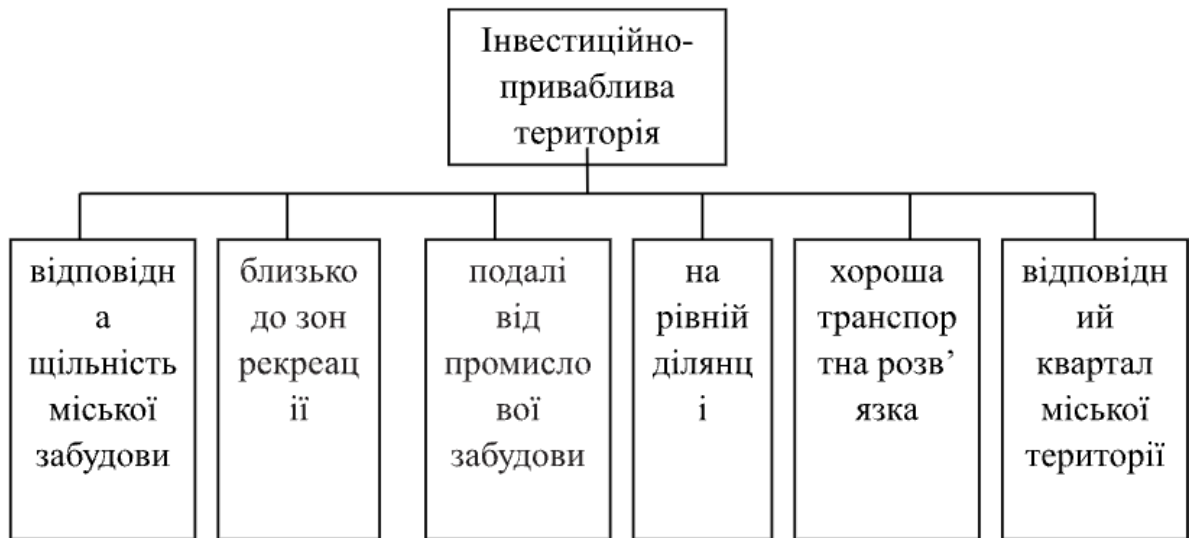 Інвестиційно-
приваблива
територія
відповідн
а
щільність
міської
забудови
близько
до зон
рекреац
ії
подалі
від
промисло
вої
забудови
на
рівній
ділянц
і
хороша
транспор
тна розв’
язка
відповідн
ий
квартал
міської
території